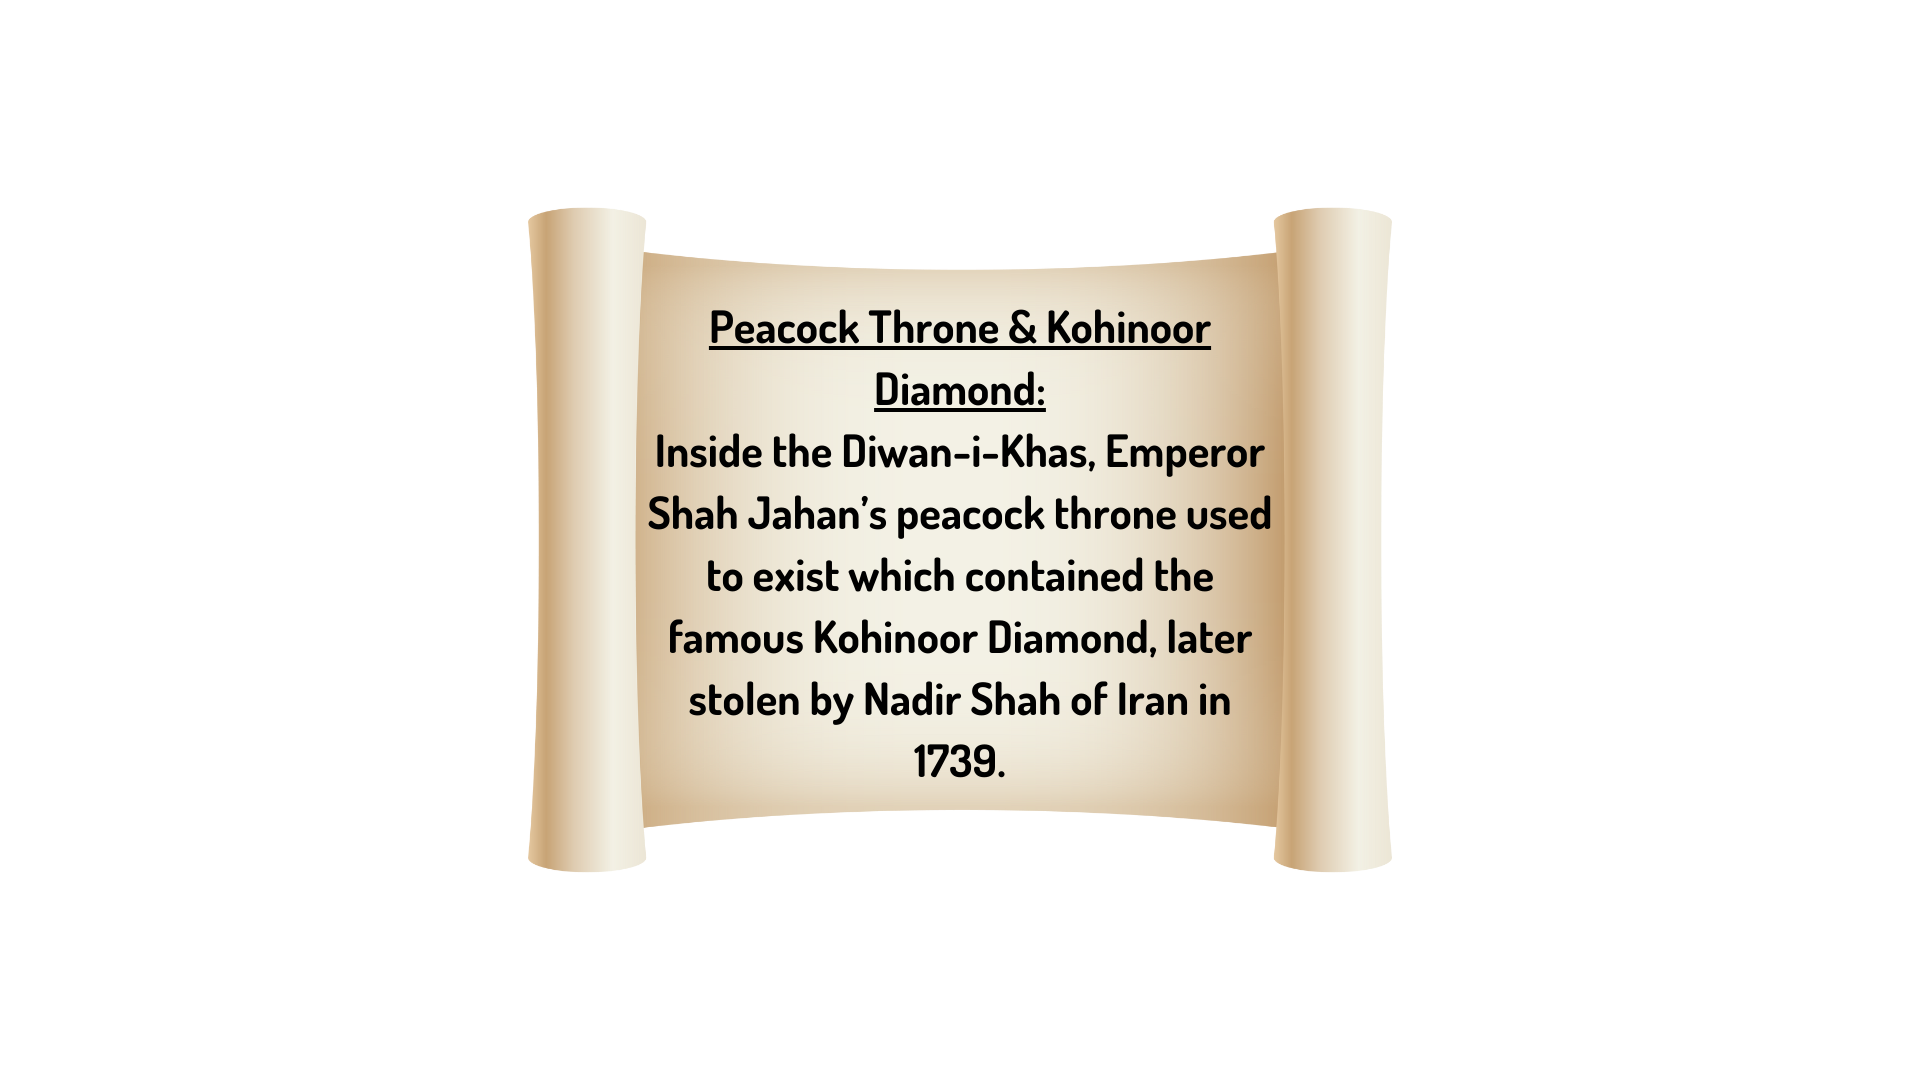 Peacock Throne & Kohinoor
Diamond:
Inside the Diwan-i-Khas, Emperor
Shah Jahan’s peacock throne used
to exist which contained the
famous Kohinoor Diamond, later
stolen by Nadir Shah of Iran in
1739.